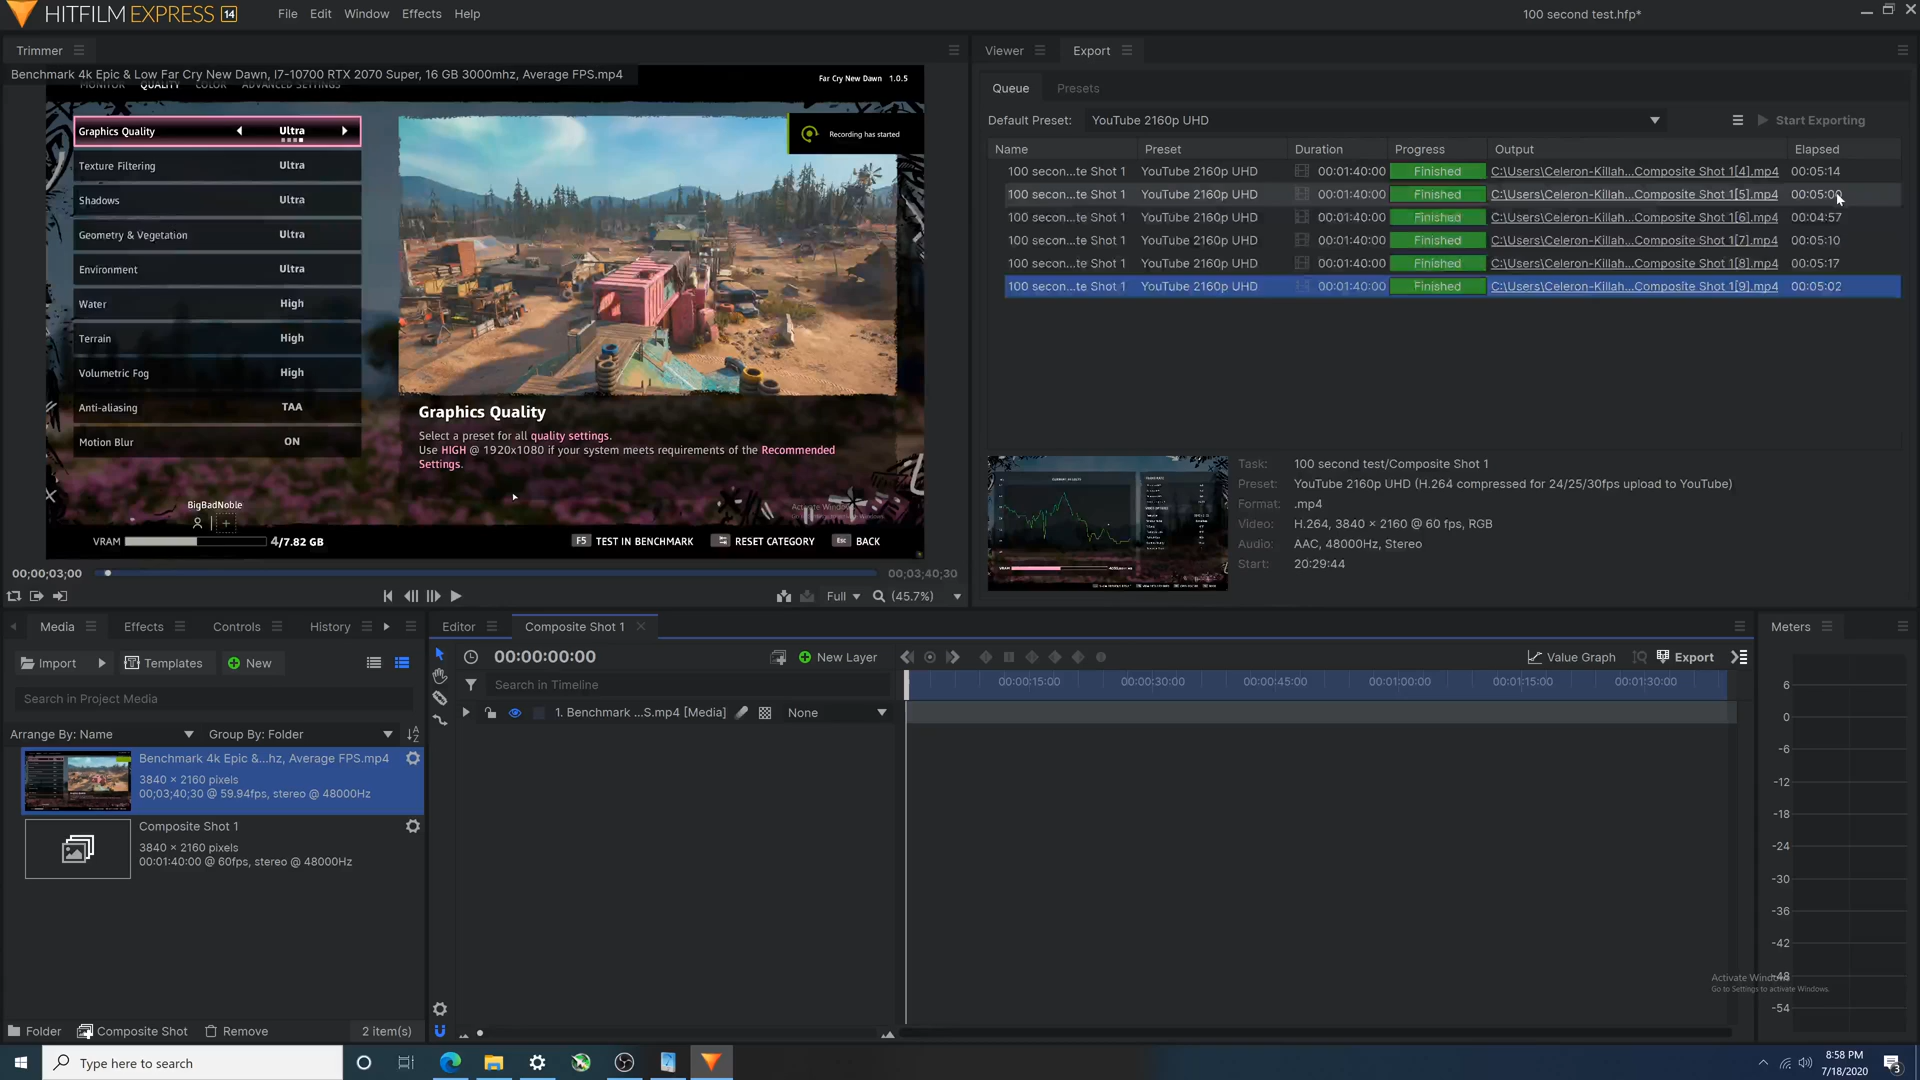 HITFILM EXPRESS 14
File Edit Window Effects Help
100 second test.hfp*
Trimmer
Benchmark 4k Epic & Low Far Cry New Dawn, I7-10700 RTX 2070 Super, 16 GB 3000mhz, Average FPS.mp4
MONITOR QUALITY COLOR ADVANCED SETTINGS
Far Cry New Dawn 1.0.5
Recording has started
Graphics Quality Ultra
Texture Filtering Ultra
Shadows Ultra
Geometry & Vegetation Ultra
Environment Ultra
Water High
Terrain High
Volumetric Fog High
Anti-aliasing TAA
Motion Blur ON
Graphics Quality
Select a preset for all quality settings.
Use HIGH @ 1920x1080 if your system meets requirements of the Recommended
Settings.
BigBadNoble
Activate Windows
VRAM 4/7.82 GB
F5 TEST IN BENCHMARK RESET CATEGORY Esc BACK
00;00;03;00
00;03;40;30
Full (45.7%)
Viewer Export
Queue Presets
Default Preset: YouTube 2160p UHD Start Exporting
Name Preset Duration Progress Output Elapsed
100 secon...te Shot 1 YouTube 2160p UHD 00:01:40:00 Finished C:\Users\Celeron-Killah...Composite Shot 1[4].mp4 00:05:14
100 secon...te Shot 1 YouTube 2160p UHD 00:01:40:00 Finished C:\Users\Celeron-Killah...Composite Shot 1[5].mp4 00:05:00
100 secon...te Shot 1 YouTube 2160p UHD 00:01:40:00 Finished C:\Users\Celeron-Killah...Composite Shot 1[6].mp4 00:04:57
100 secon...te Shot 1 YouTube 2160p UHD 00:01:40:00 Finished C:\Users\Celeron-Killah...Composite Shot 1[7].mp4 00:05:10
100 secon...te Shot 1 YouTube 2160p UHD 00:01:40:00 Finished C:\Users\Celeron-Killah...Composite Shot 1[8].mp4 00:05:17
100 secon...te Shot 1 YouTube 2160p UHD 00:01:40:00 Finished C:\Users\Celeron-Killah...Composite Shot 1[9].mp4 00:05:02
Task: 100 second test/Composite Shot 1
Preset: YouTube 2160p UHD (H.264 compressed for 24/25/30fps upload to YouTube)
Format: .mp4
Video: H.264, 3840 × 2160 @ 60 fps, RGB
Audio: AAC, 48000Hz, Stereo
Start: 20:29:44
Media Effects Controls History
Import Templates New
Search in Project Media
Arrange By: Name Group By: Folder
Benchmark 4k Epic &...hz, Average FPS.mp4
3840 × 2160 pixels
00;03;40;30 @ 59.94fps, stereo @ 48000Hz
Composite Shot 1
3840 × 2160 pixels
00:01:40:00 @ 60fps, stereo @ 48000Hz
Folder Composite Shot Remove 2 item(s)
Editor Composite Shot 1
00:00:00:00 New Layer Value Graph Export
Search in Timeline
00:00:15:00 00:00:30:00 00:00:45:00 00:01:00:00 00:01:15:00 00:01:30:00
1. Benchmark ...S.mp4 [Media] None
Meters
6
0
-6
-12
-18
-24
-30
-36
-42
-48
-54
Activate Windows
Go to Settings to activate Windows.
Type here to search
8:58 PM
7/18/2020
3